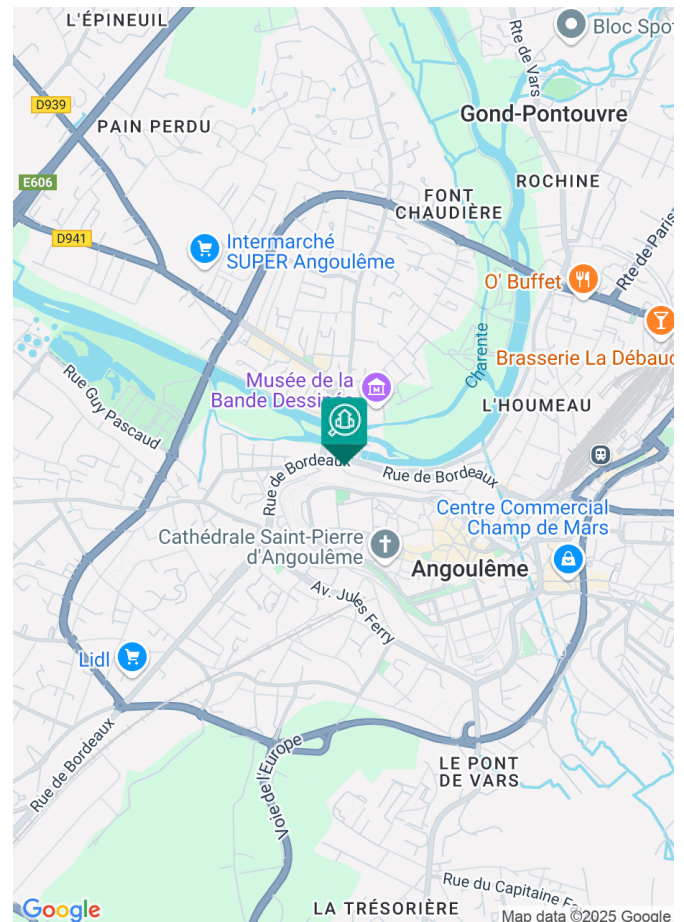 L'ÉPINEUIL
Bloc Spot
Rte de Vars
D939
PAIN PERDU
Gond-Pontouvre
E606
ROCHINE
FONT
CHAUDIÈRE
D941
Intermarché
SUPER Angoulême
Rte de Paris
O' Buffet
Charente
Brasserie La Débauc
Rue Guy Pascaud
Musée de la
Bande Dessinée
L'HOUMEAU
Rue de Bordeaux
Rue de Bordeaux
Centre Commercial
Champ de Mars
Cathédrale Saint-Pierre
d'Angoulême
Angoulême
Av. Jules Ferry
Lidl
Rue de Bordeaux
Voie de l'Europe
LE PONT
DE VARS
Rue du Capitaine Fa
LA TRÉSORIÈRE
Google
Map data ©2025 Google